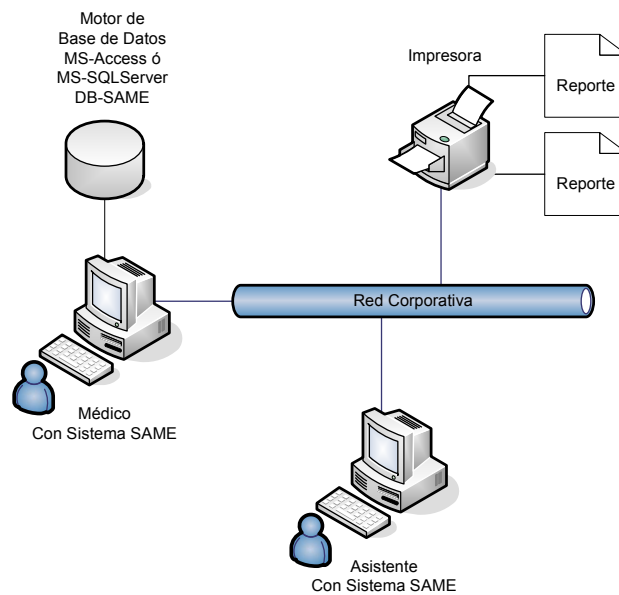 Motor de
Base de Datos
MS-Access ó
MS-SQLServer
DB-SAME
Impresora
Reporte
Reporte
Red Corporativa
Médico
Con Sistema SAME
Asistente
Con Sistema SAME